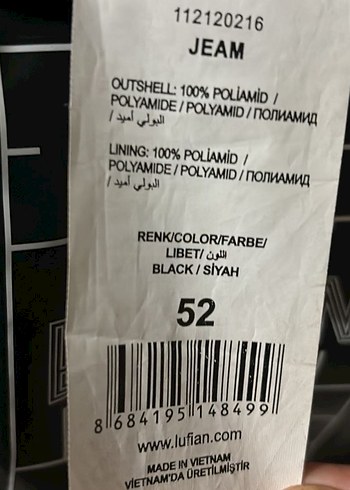 112120216
JEAM
OUTSHELL: 100% POLİAMİD /
POLYAMIDE / POLYAMID / ПОЛИАМИД
/ البولي أميد
LINING: 100% POLİAMİD /
POLYAMIDE / POLYAMID / ПОЛИАМИД
/ البولي أميد
RENK/COLOR/FARBE/
LIBET/ اللون
BLACK / SİYAH
52
8 684195 148499
www.lufian.com
MADE IN VIETNAM
VİETNAM'DA ÜRETİLMİŞTİR